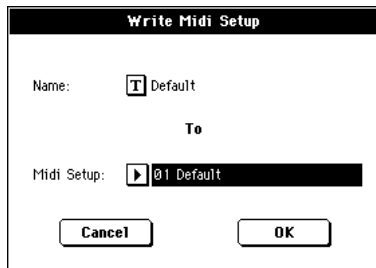 Write Midi Setup
Name: T Default
To
Midi Setup: 01 Default
Cancel OK